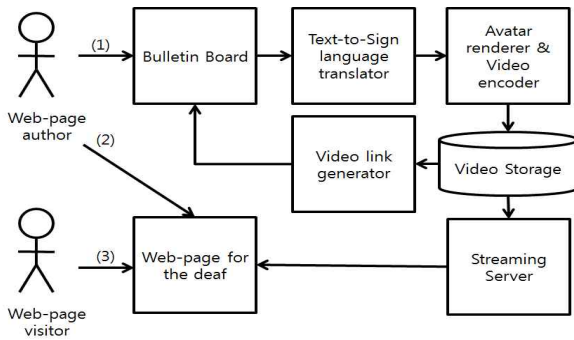 (1)
Bulletin Board
Text-to-Sign
language
translator
Avatar
renderer &
Video
encoder
Web-page
author
(2)
Video link
generator
Video Storage
(3)
Web-page for
the deaf
Streaming
Server
Web-page
visitor